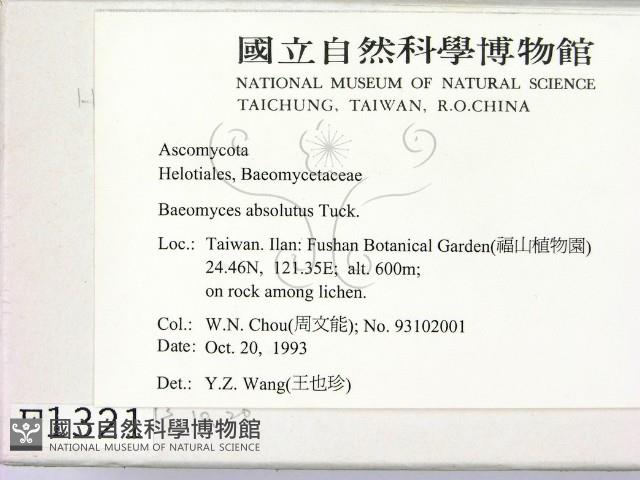 國立自然科學博物館
NATIONAL MUSEUM OF NATURAL SCIENCE
TAICHUNG, TAIWAN, R.O.CHINA
Ascomycota
Helotiales, Baeomycetaceae
Baeomyces absolutus Tuck.
Loc.: Taiwan. Ilan: Fushan Botanical Garden(福山植物園)
24.46N, 121.35E; alt. 600m;
on rock among lichen.
Col.: W.N. Chou(周文能); No. 93102001
Date: Oct. 20, 1993
Det.: Y.Z. Wang(王也珍)
F1321
國立自然科學博物館
NATIONAL MUSEUM OF NATURAL SCIENCE